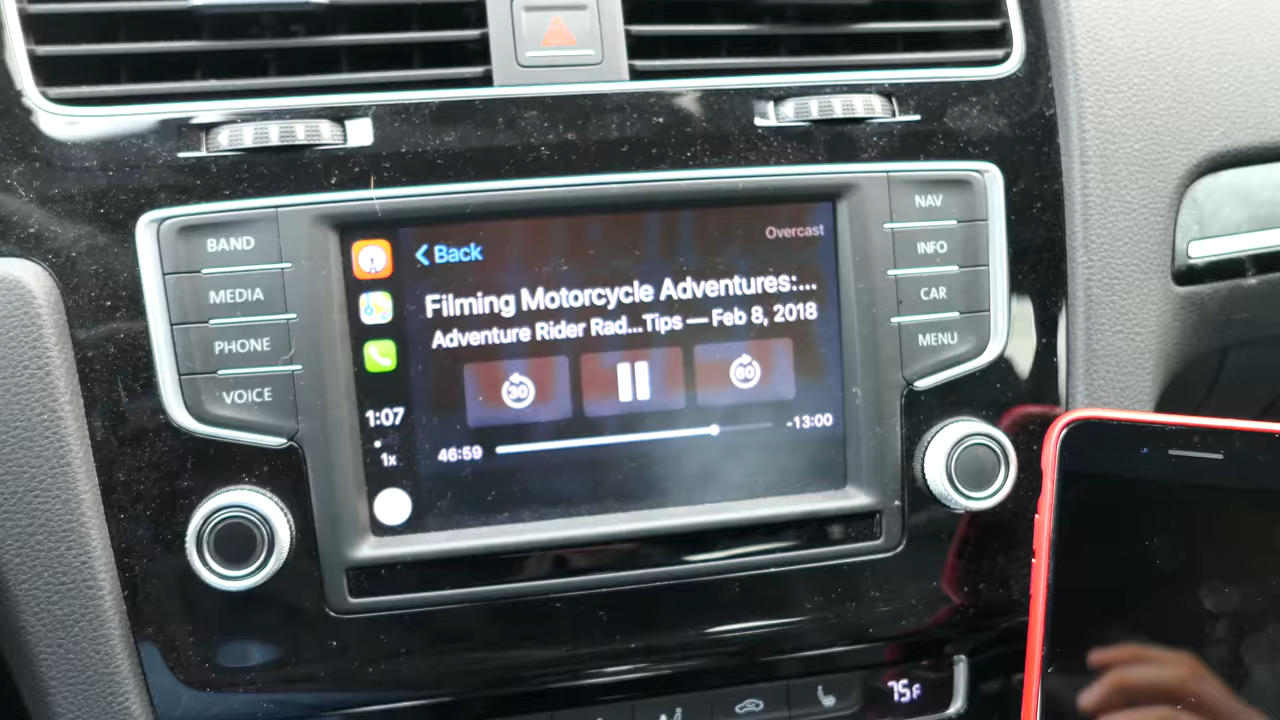 BAND
MEDIA
PHONE
VOICE
Back
Overcast
Filming Motorcycle Adventures:...
Adventure Rider Rad...Tips — Feb 8, 2018
30
60
1:07
1x
46:59
-13:00
NAV
INFO
CAR
MENU
75F